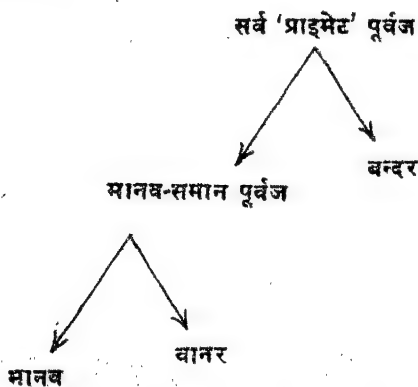 सर्व 'प्राइमेट' पूर्वज
बन्दर
मानव-समान पूर्वज
वानर
मानव